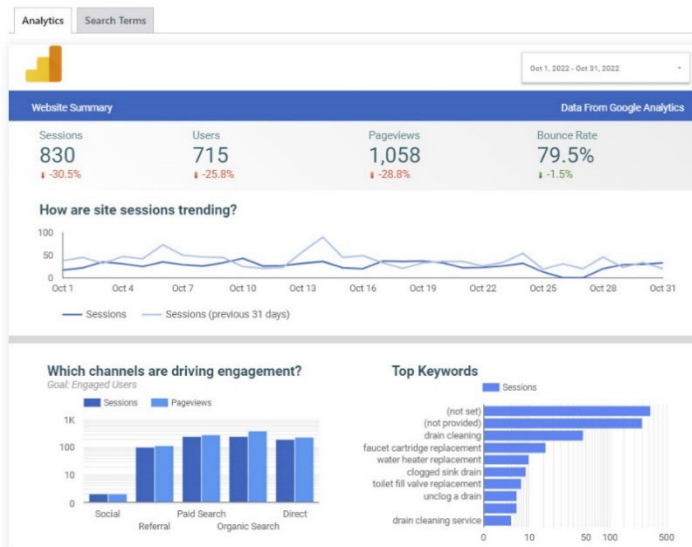 Analytics Search Terms
Oct 1, 2022 - Oct 31, 2022
Website Summary Data From Google Analytics
Sessions Users Pageviews Bounce Rate
830 715 1,058 79.5%
-30.5% -25.8% -28.8% -1.5%
How are site sessions trending?
100
50
0
Oct 1 Oct 4 Oct 7 Oct 10 Oct 13 Oct 16 Oct 19 Oct 22 Oct 25 Oct 28 Oct 31
Sessions Sessions (previous 31 days)
Which channels are driving engagement?
Goal: Engaged Users
Sessions Pageviews
1K
100
10
0
Social Paid Search Direct
Referral Organic Search
Top Keywords
Sessions
(not set)
(not provided)
drain cleaning
faucet cartridge replacement
water heater replacement
clogged sink drain
toilet fill valve replacement
unclog a drain
drain cleaning service
0 10 50 100 500